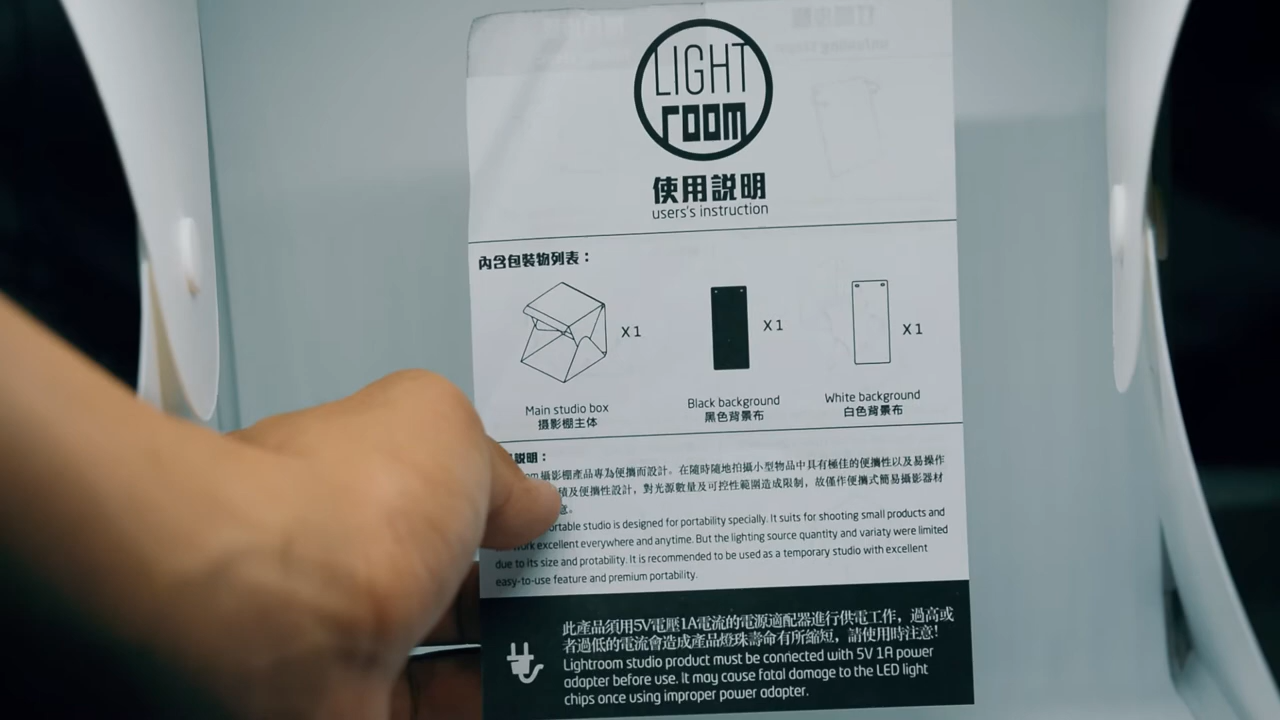 LIGHT
room
使用説明
users's instruction
內含包裝物列表：
X1
X1
X1
Main studio box
攝影棚主体
Black background
黑色背景布
White background
白色背景布
説明：
攝影棚產品專為便攜而設計。在隨時隨地拍攝小型物品中具有極佳的便攜性以及易操作
及便攜性設計，對光源數量及可控性範圍造成限制，故僅作便攜式簡易攝影器材
意。
portable studio is designed for portability specially. It suits for shooting small products and
work excellent everywhere and anytime. But the lighting source quantity and variaty were limited
due to its size and protability. It is recommended to be used as a temporary studio with excellent
easy-to-use feature and premium portability.
此產品須用5V電壓1A電流的電源適配器進行供電工作，過高或
者過低的電流會造成產品燈珠壽命有所縮短，請使用時注意!
Lightroom studio product must be connected with 5V 1A power
adapter before use. It may cause fatal damage to the LED light
chips once using improper power adapter.